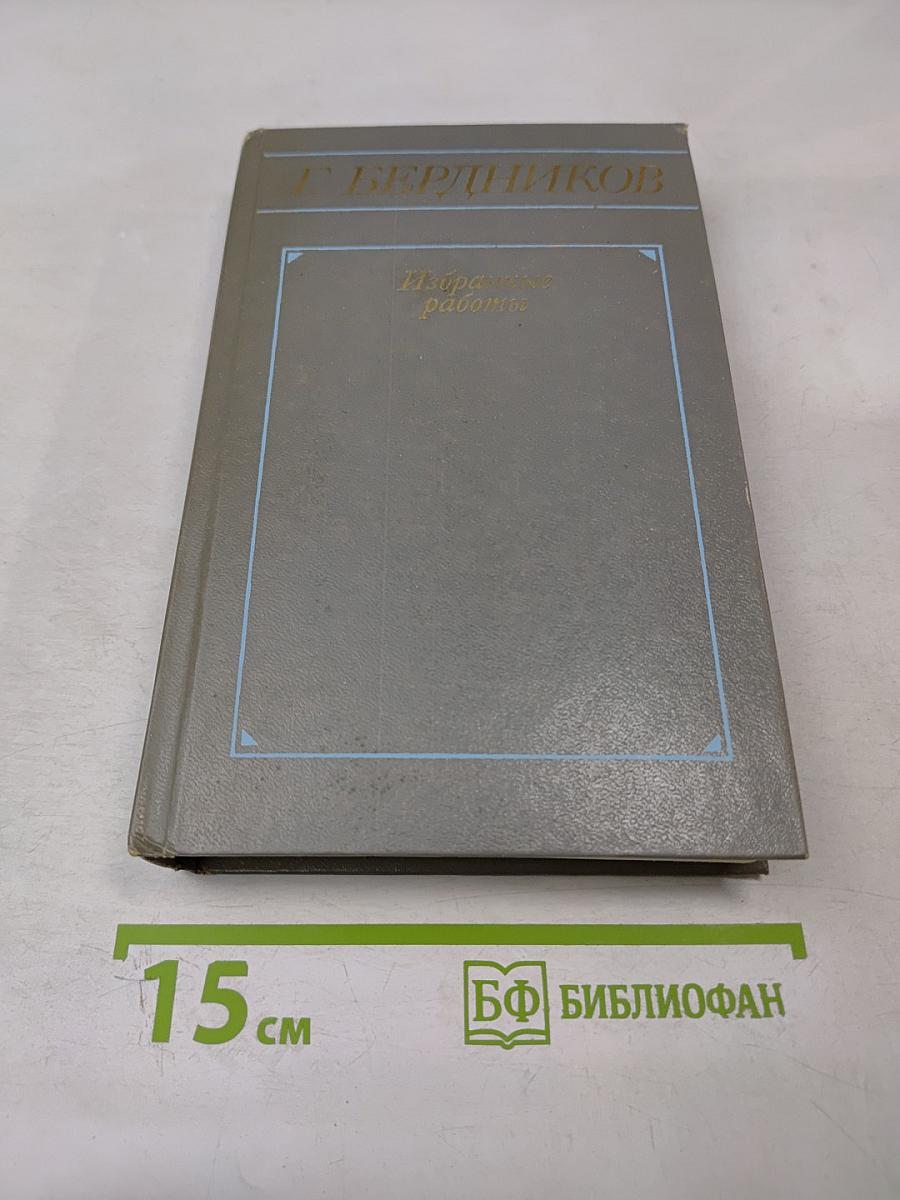 Г. БЕРДНИКОВ
Избранные
работы
15 см
БФ БИБЛИОФАН